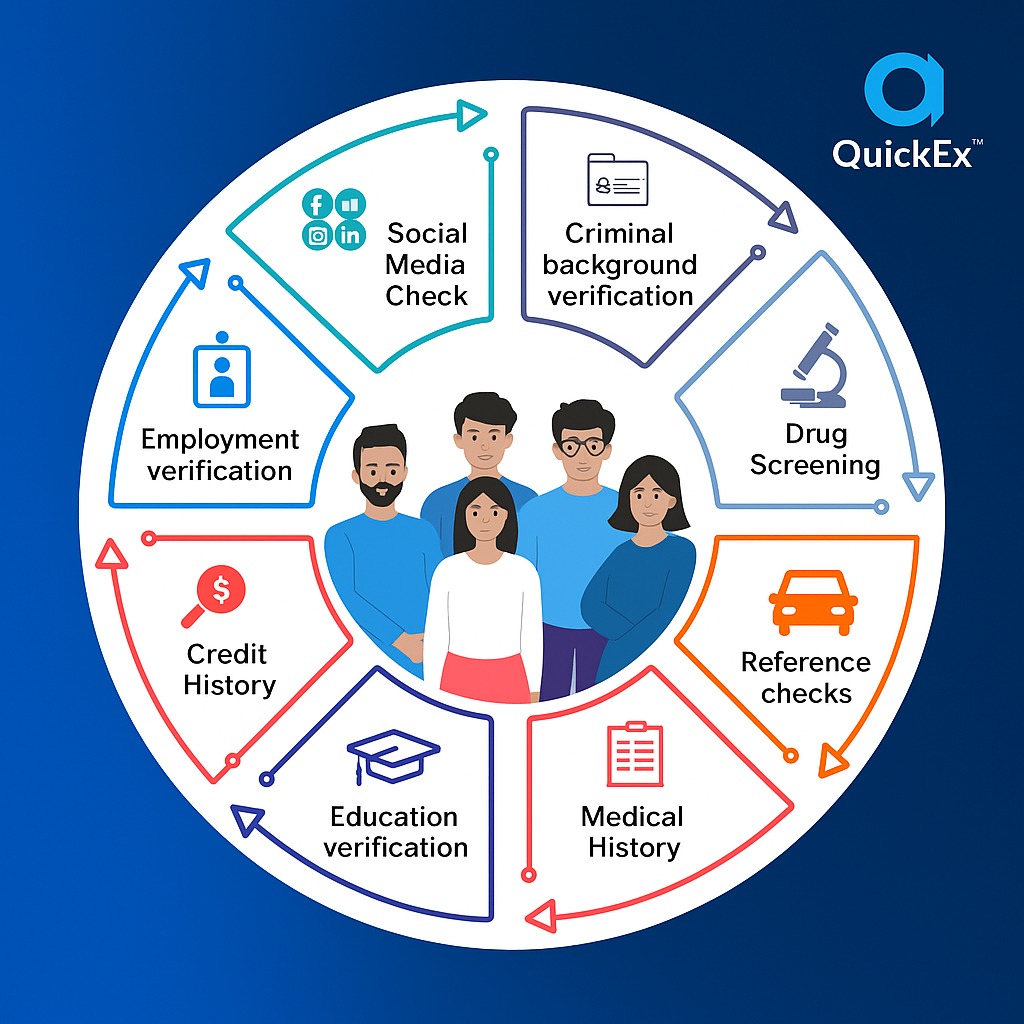 QuickEx™
Social
Media
Check
Criminal
background
verification
Drug
Screening
Reference
checks
Medical
History
Education
verification
Credit
History
$
Employment
verification
f
in